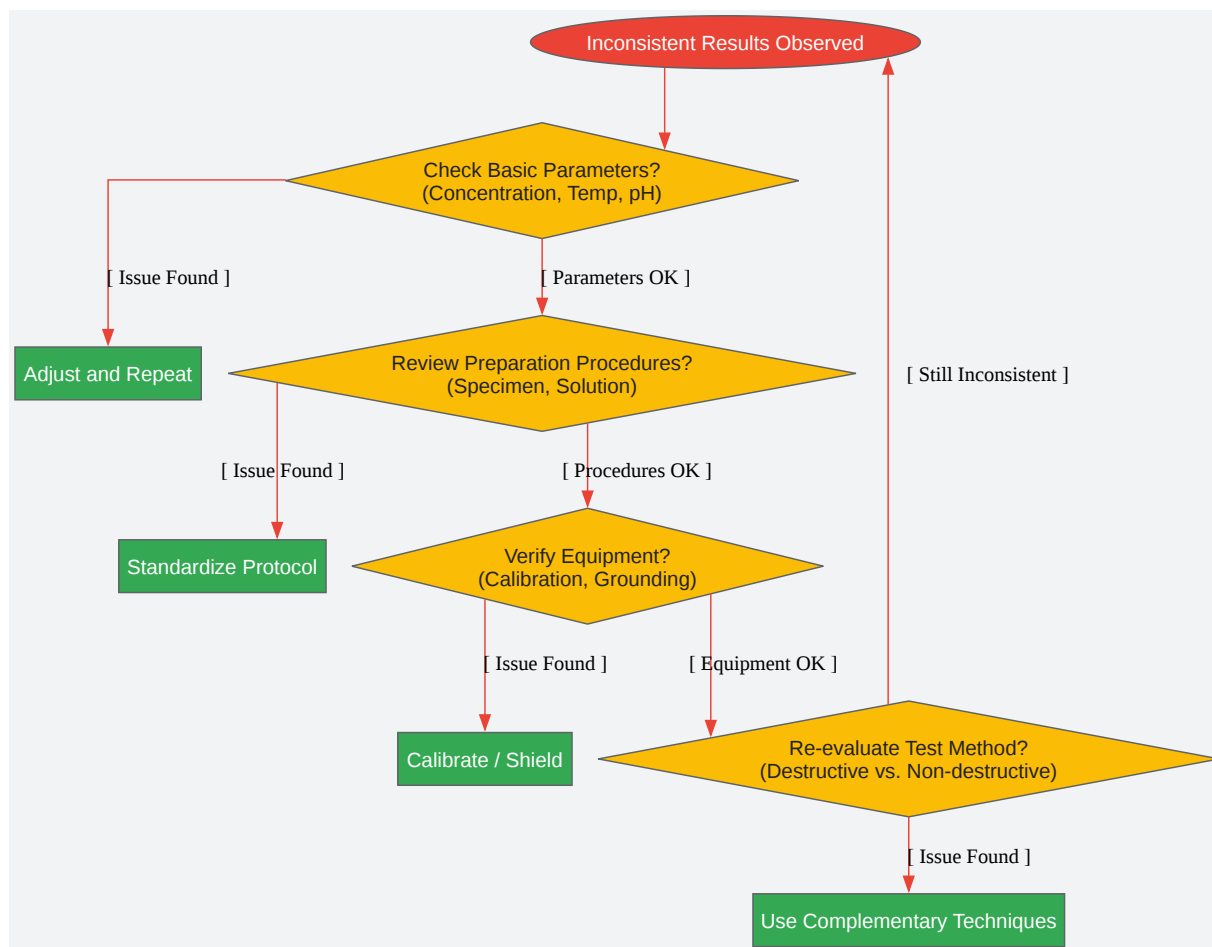 Inconsistent Results Observed
Check Basic Parameters?
(Concentration, Temp, pH)
[ Issue Found ]
[ Parameters OK ]
Adjust and Repeat
Review Preparation Procedures?
(Specimen, Solution)
[ Still Inconsistent ]
[ Issue Found ]
[ Procedures OK ]
Standardize Protocol
Verify Equipment?
(Calibration, Grounding)
[ Issue Found ]
[ Equipment OK ]
Calibrate / Shield
Re-evaluate Test Method?
(Destructive vs. Non-destructive)
[ Issue Found ]
Use Complementary Techniques